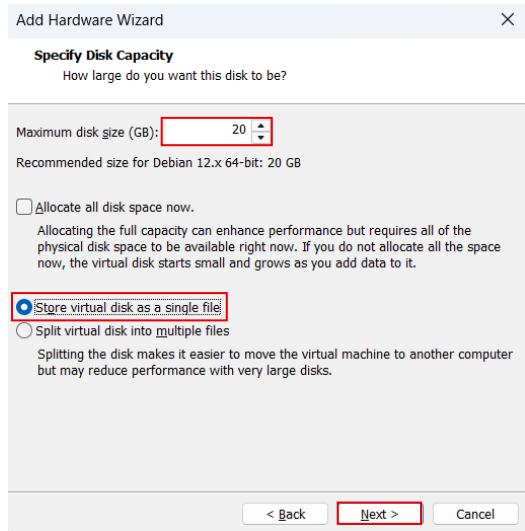 Add Hardware Wizard
Specify Disk Capacity
How large do you want this disk to be?
Maximum disk size (GB): 20
Recommended size for Debian 12.x 64-bit: 20 GB
Allocate all disk space now.
Allocating the full capacity can enhance performance but requires all of the
physical disk space to be available right now. If you do not allocate all the space
now, the virtual disk starts small and grows as you add data to it.
Store virtual disk as a single file
Split virtual disk into multiple files
Splitting the disk makes it easier to move the virtual machine to another computer
but may reduce performance with very large disks.
< Back Next > Cancel